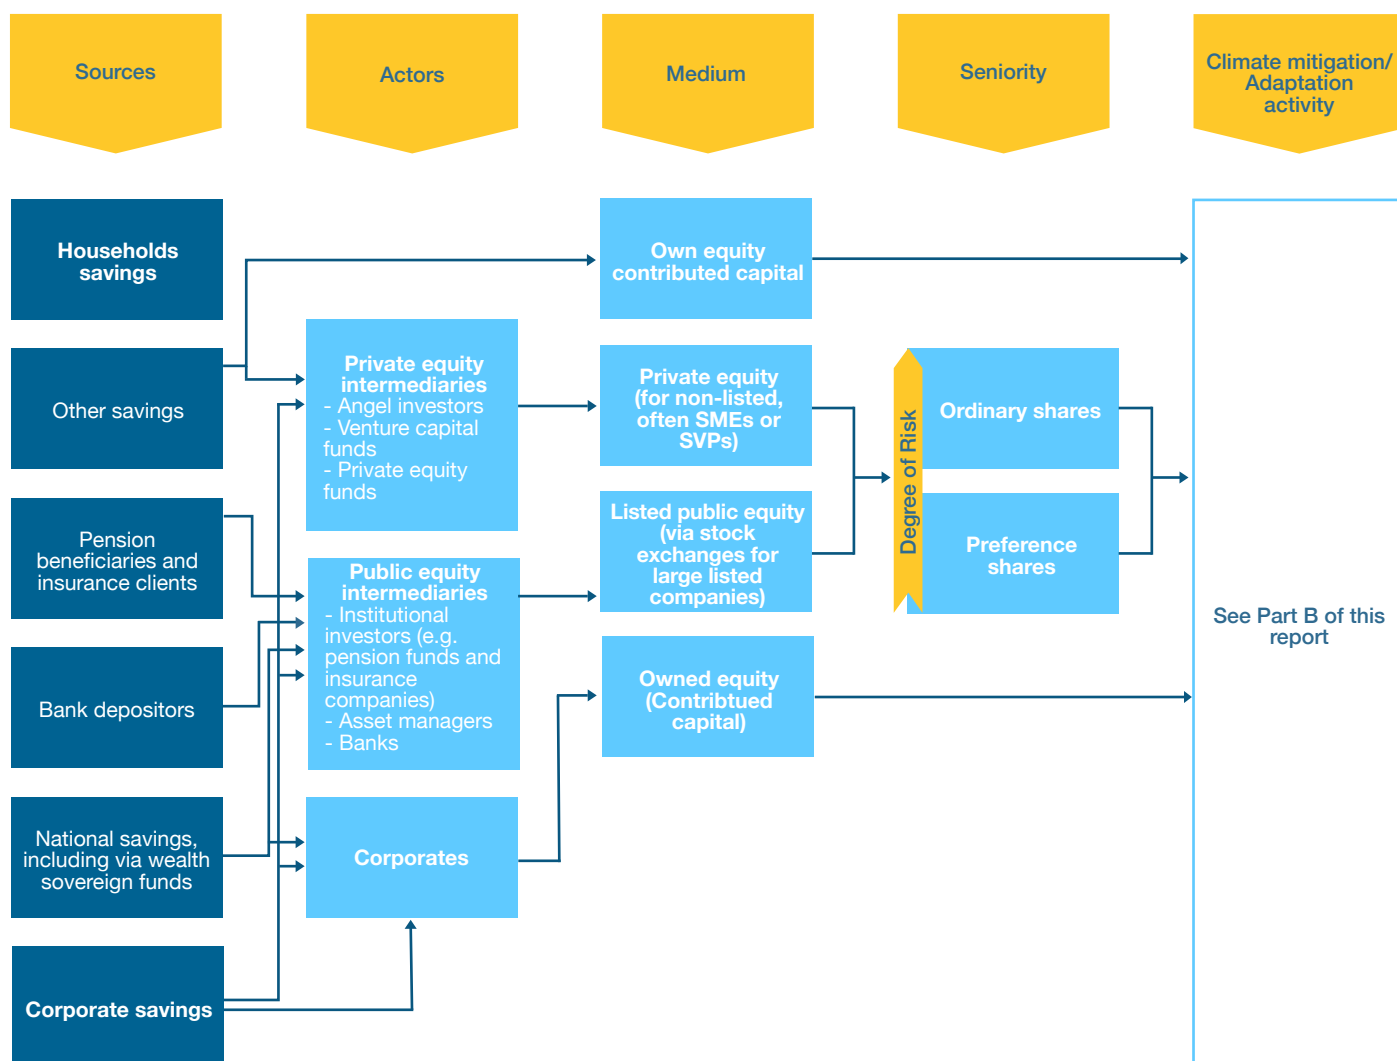 Sources
Actors
Medium
Seniority
Climate mitigation/
Adaptation
activity
Households
savings
Other savings
Pension
beneficiaries and
insurance clients
Bank depositors
National savings,
including via wealth
sovereign funds
Corporate savings
Private equity
intermediaries
- Angel investors
- Venture capital
funds
- Private equity
funds
Public equity
intermediaries
- Institutional
investors (e.g.
pension funds and
insurance
companies)
- Asset managers
- Banks
Corporates
Own equity
contributed capital
Private equity
(for non-listed,
often SMEs or
SVPs)
Listed public equity
(via stock
exchanges for
large listed
companies)
Owned equity
(Contribtued
capital)
Degree of Risk
Ordinary shares
Preference
shares
See Part B of this
report